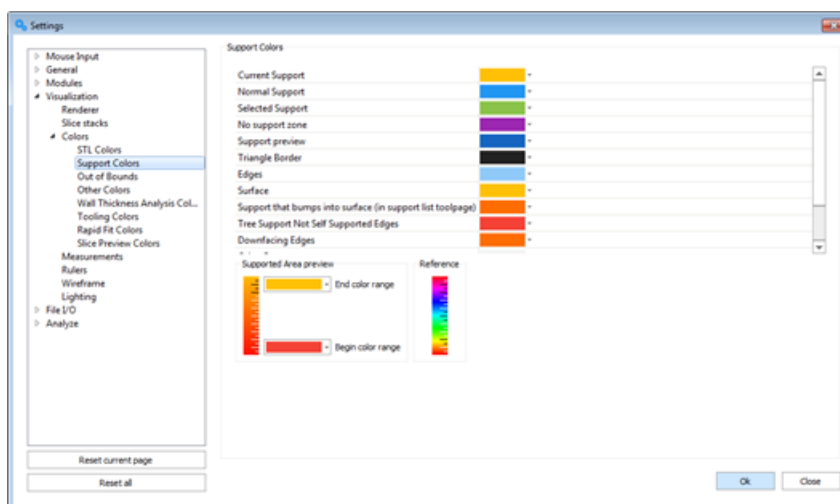 Settings
Mouse Input
General
Modules
Visualization
Renderer
Slice stacks
Colors
STL Colors
Support Colors
Out of Bounds
Other Colors
Wall Thickness Analysis Col...
Tooling Colors
Rapid Fit Colors
Slice Preview Colors
Measurements
Rulers
Wireframe
Lighting
File I/O
Analyze
Reset current page
Reset all
Support Colors
Current Support
Normal Support
Selected Support
No support zone
Support preview
Triangle Border
Edges
Surface
Support that bumps into surface (in support list toolpage)
Tree Support Not Self Supported Edges
Downfacing Edges
Supported Area preview
End color range
Begin color range
Reference
Ok
Close